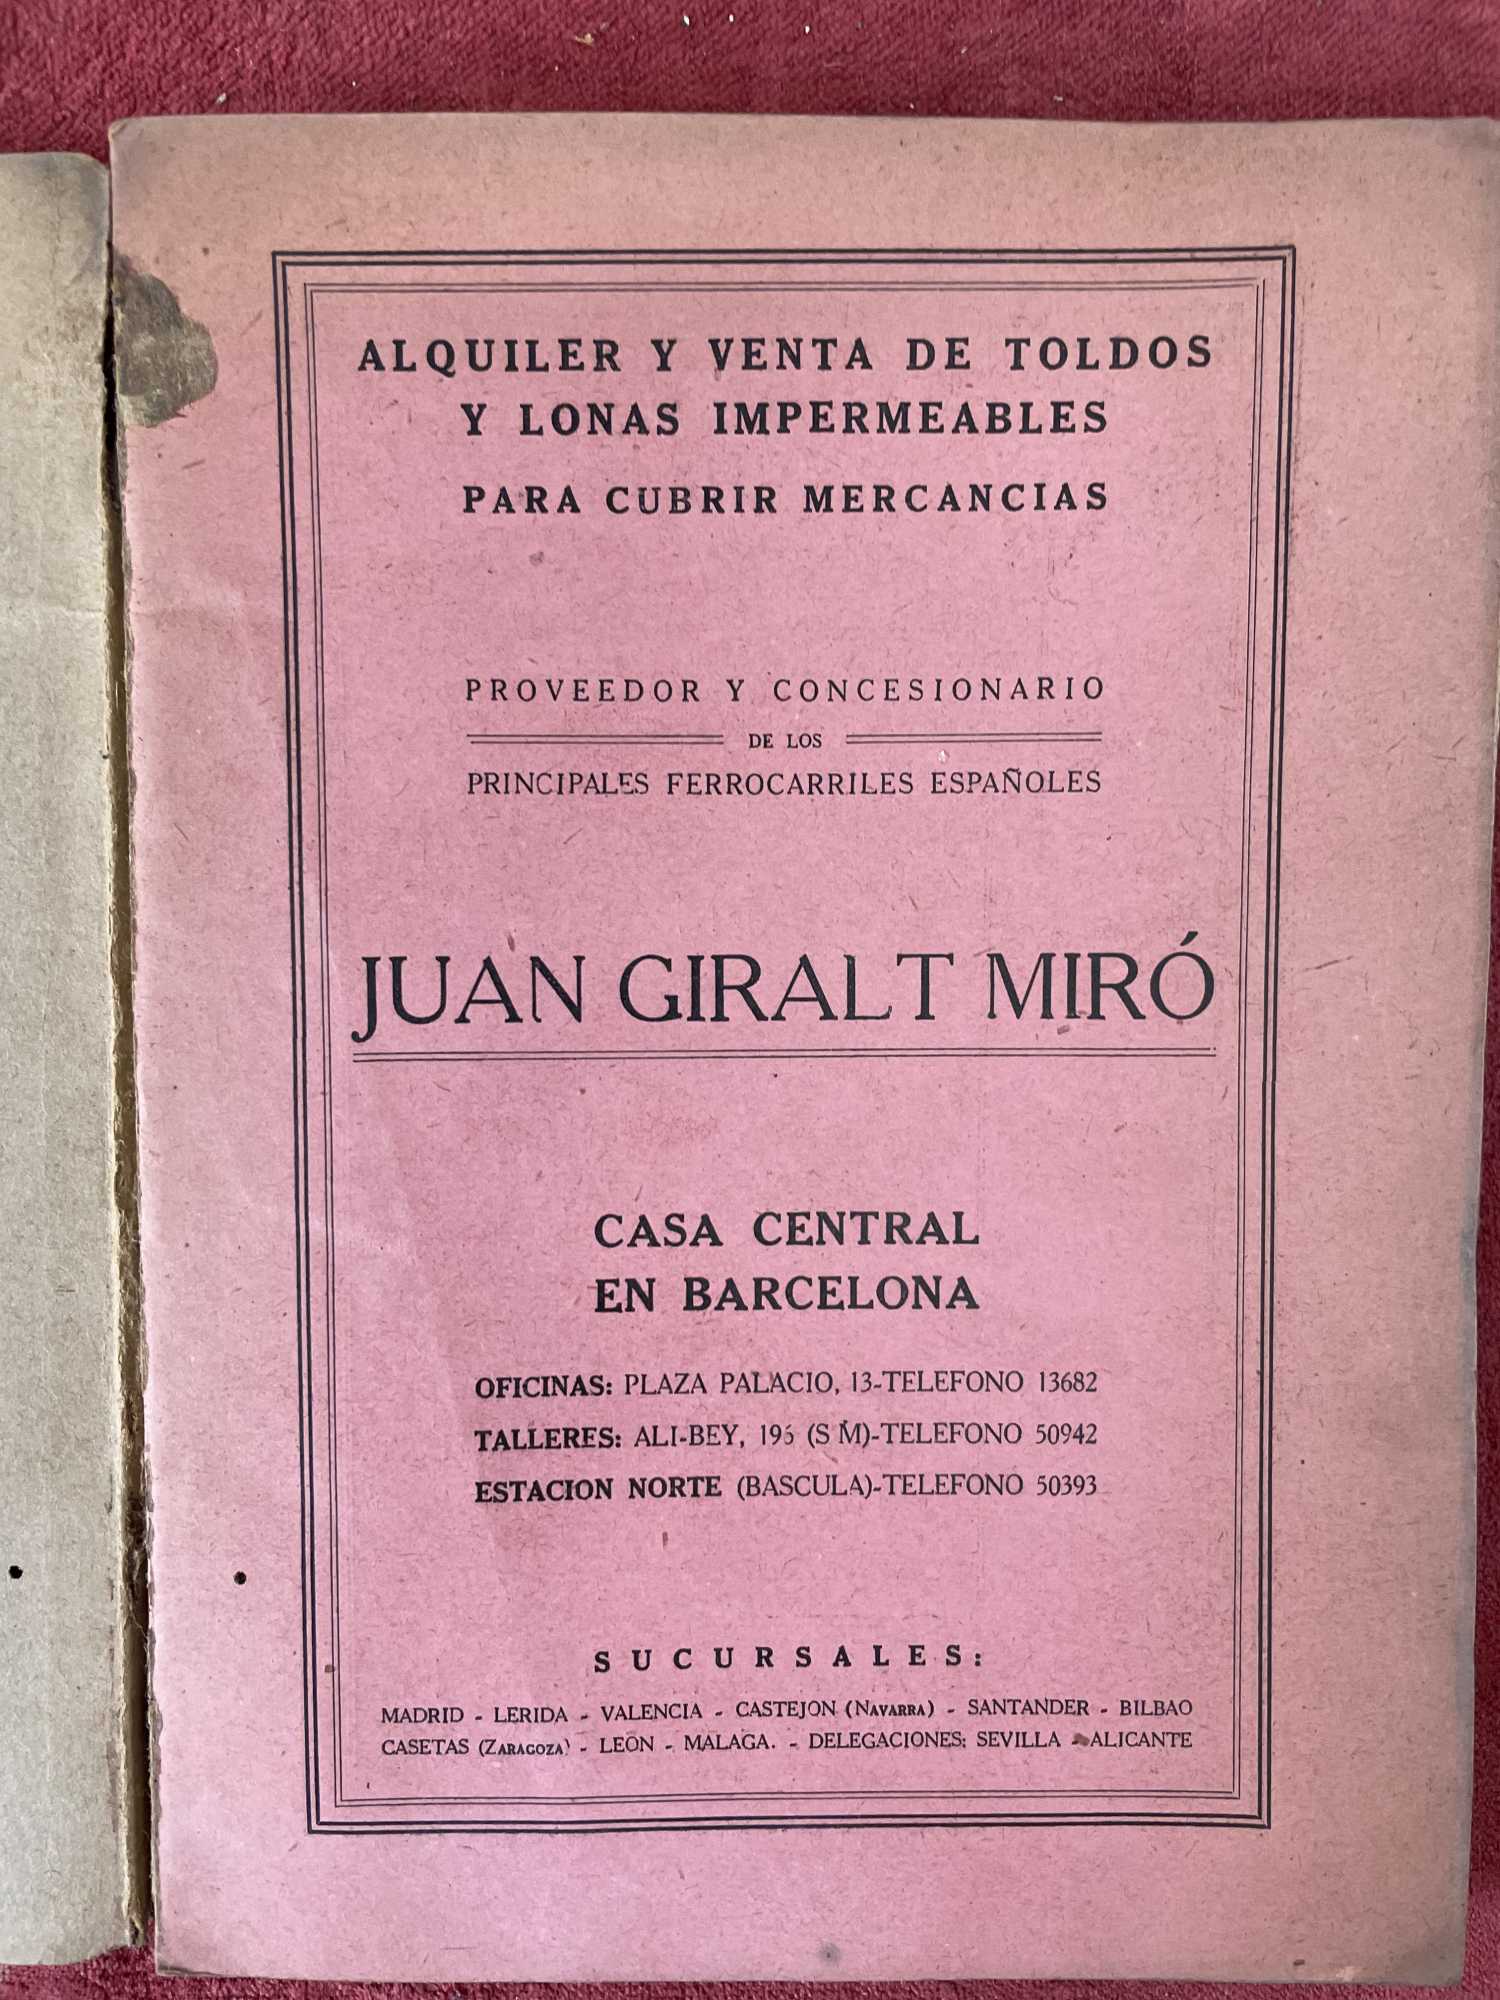 ALQUILER Y VENTA DE TOLDOS
Y LONAS IMPERMEABLES
PARA CUBRIR MERCANCIAS
PROVEEDOR Y CONCESIONARIO
DE LOS
PRINCIPALES FERROCARRILES ESPAÑOLES
JUAN GIRALT MIRÓ
CASA CENTRAL
EN BARCELONA
OFICINAS: PLAZA PALACIO, 13-TELEFONO 13682
TALLERES: ALI-BEY, (S M)-TELEFONO 50942
ESTACION NORTE (BASCULA)-TELEFONO 50393
SUCURSALES:
MADRID - LERIDA - VALENCIA - CASTEJON (NAVARRA) - SANTANDER - BILBAO
CASETAS (ZARAGOZA) - LEÓN - MALAGA. - DELEGACIONES: SEVILLA - ALICANTE